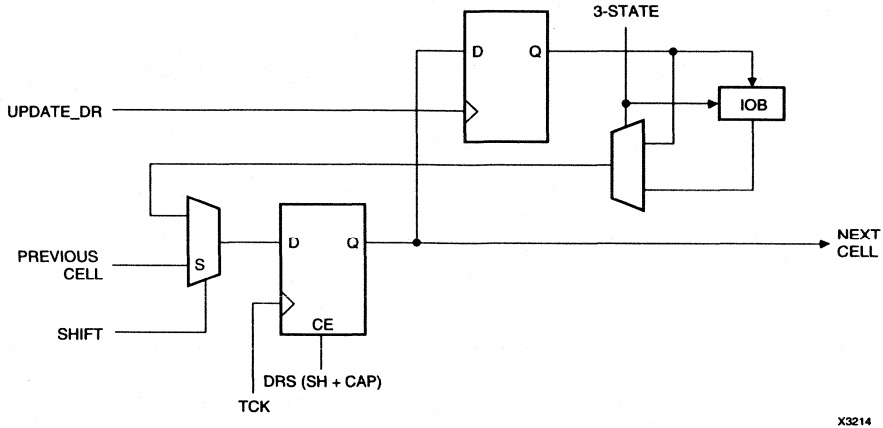 3-STATE
D
Q
UPDATE_DR
IOB
D
Q
S
PREVIOUS
CELL
NEXT
CELL
SHIFT
CE
DRS (SH + CAP)
TCK
X3214